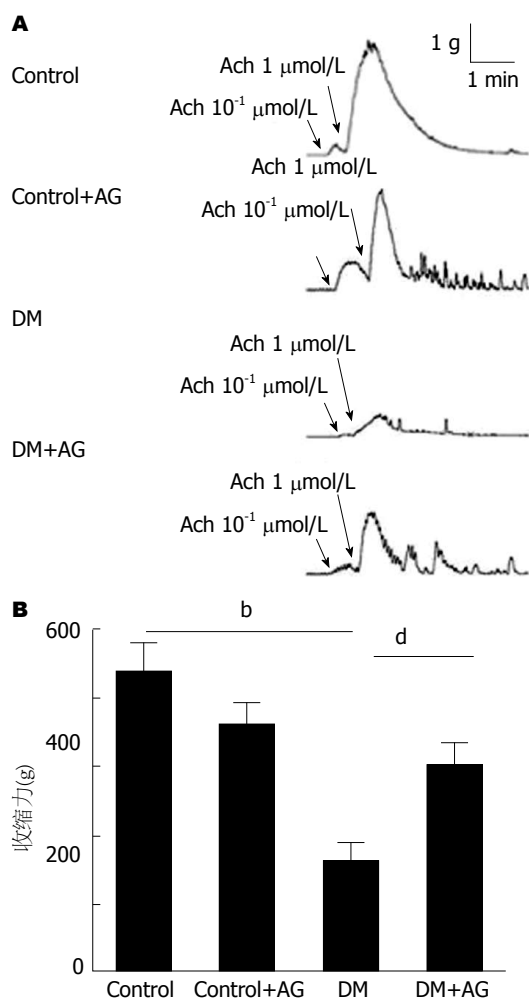 A
1 g
1 min
Control
Ach 1 μmol/L
Ach 10⁻¹ μmol/L
Control+AG
Ach 1 μmol/L
Ach 10⁻¹ μmol/L
DM
Ach 1 μmol/L
Ach 10⁻¹ μmol/L
DM+AG
Ach 1 μmol/L
Ach 10⁻¹ μmol/L
B
b
d
600
400
200
0
收缩力(g)
Control Control+AG DM DM+AG